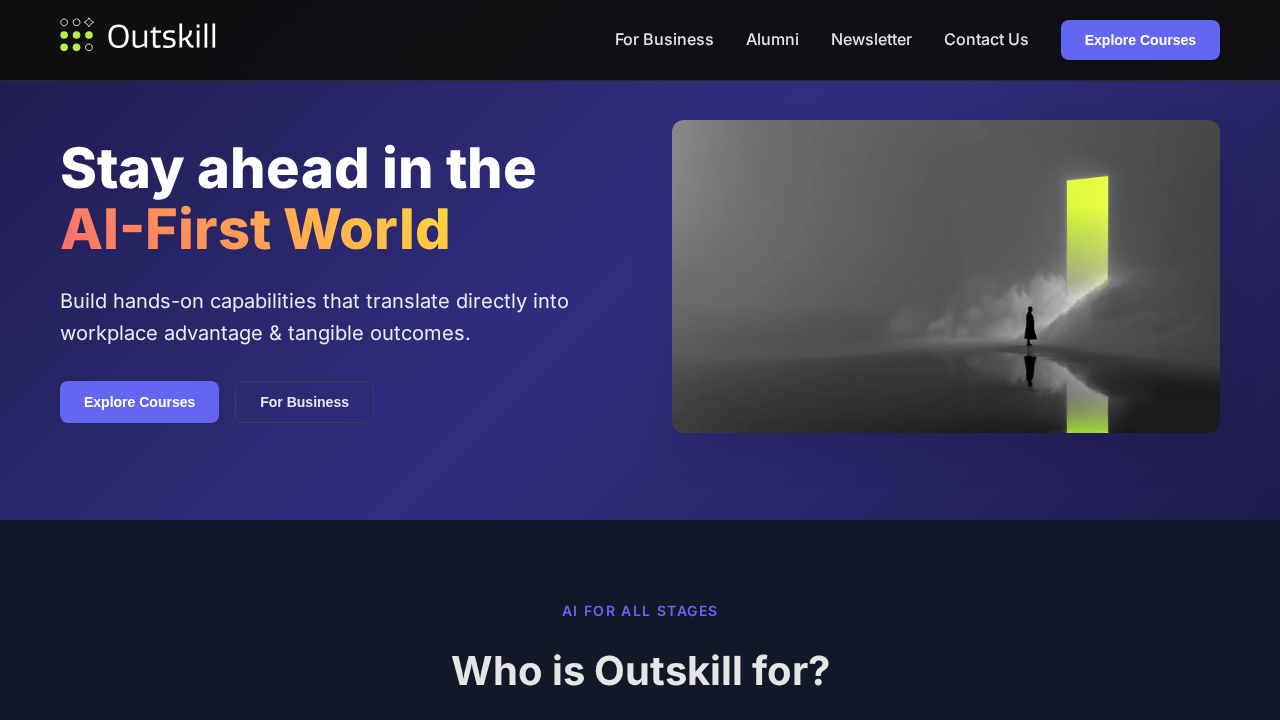 Outskill
For Business
Alumni
Newsletter
Contact Us
Explore Courses
Stay ahead in the
AI-First World
Build hands-on capabilities that translate directly into
workplace advantage & tangible outcomes.
Explore Courses
For Business
AI FOR ALL STAGES
Who is Outskill for?